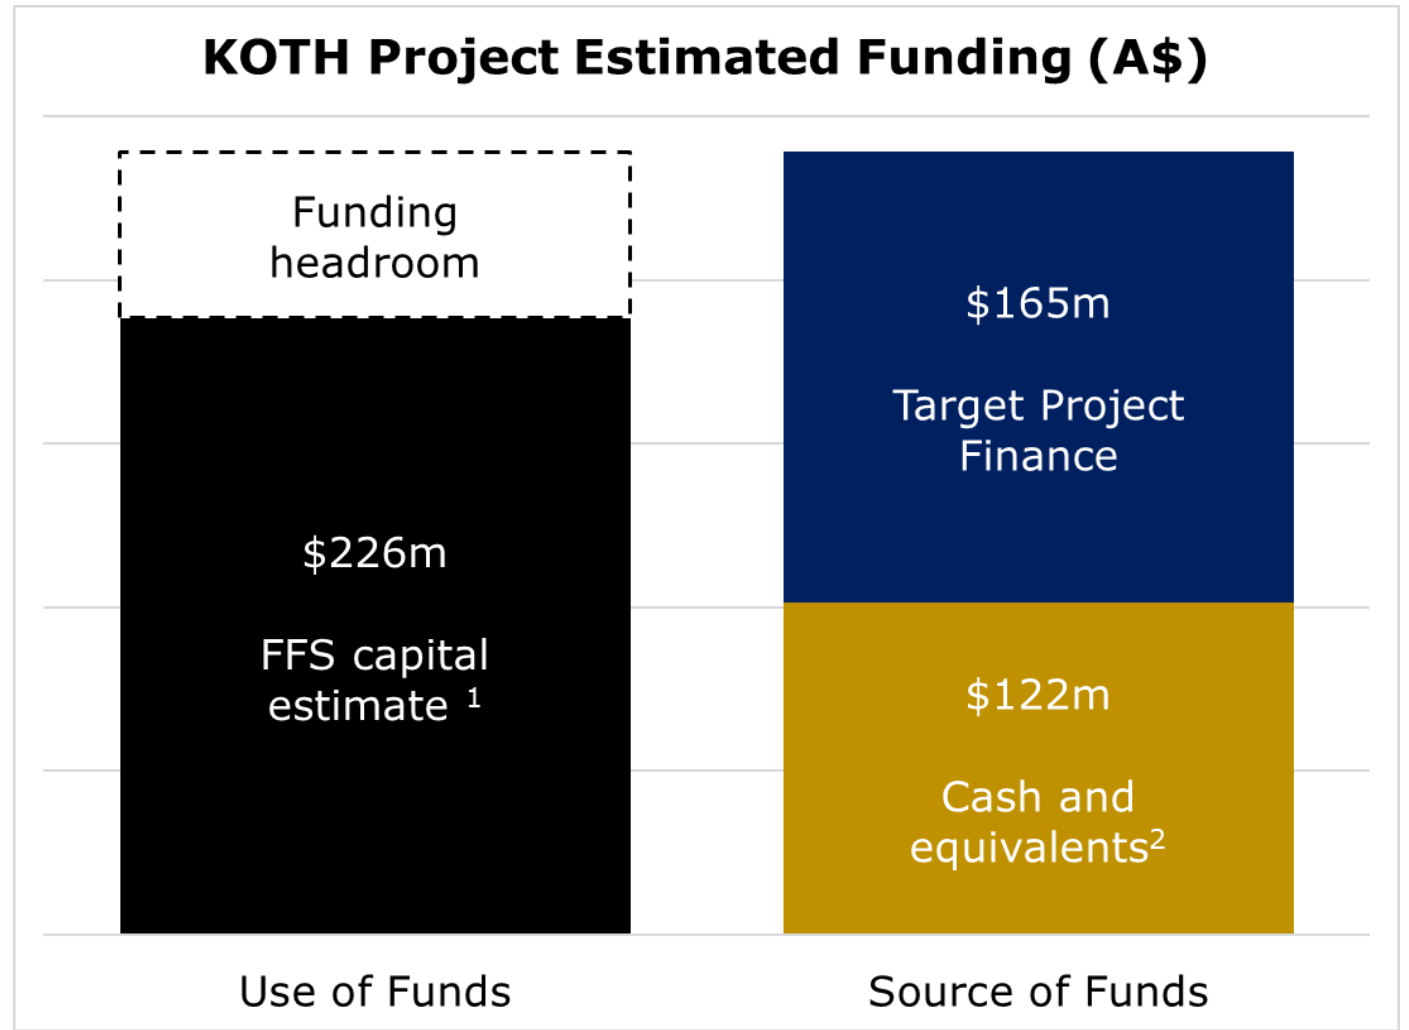 KOTH Project Estimated Funding (A$)
Funding
headroom
$226m
FFS capital
estimate ¹
Use of Funds
$165m
Target Project
Finance
$122m
Cash and
equivalents²
Source of Funds